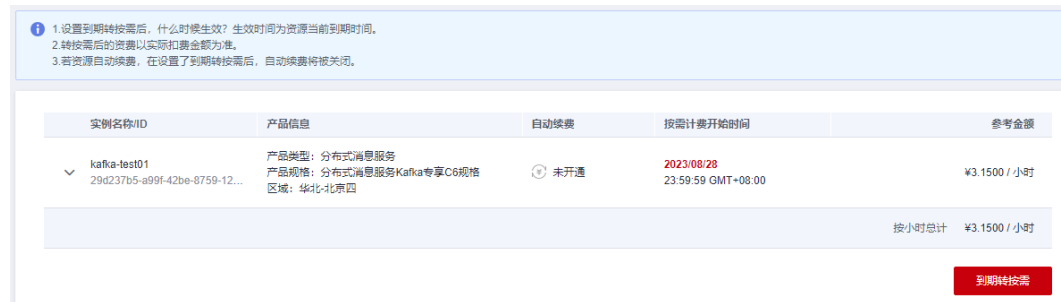 1.设置到期转按需后，什么时候生效？生效时间为资源当前到期时间。
2.转按需后的资费以实际扣费金额为准。
3.若资源自动续费，在设置了到期转按需后，自动续费将被关闭。
实例名称/ID 产品信息 自动续费 按需计费开始时间 参考金额
kafka-test01
29d237b5-a99f-42be-8759-12...
产品类型：分布式消息服务
产品规格：分布式消息服务Kafka专享C6规格
区域：华北-北京四
未开通
2023/08/28
23:59:59 GMT+08:00
¥3.1500 / 小时
按小时总计 ¥3.1500 / 小时
到期转按需